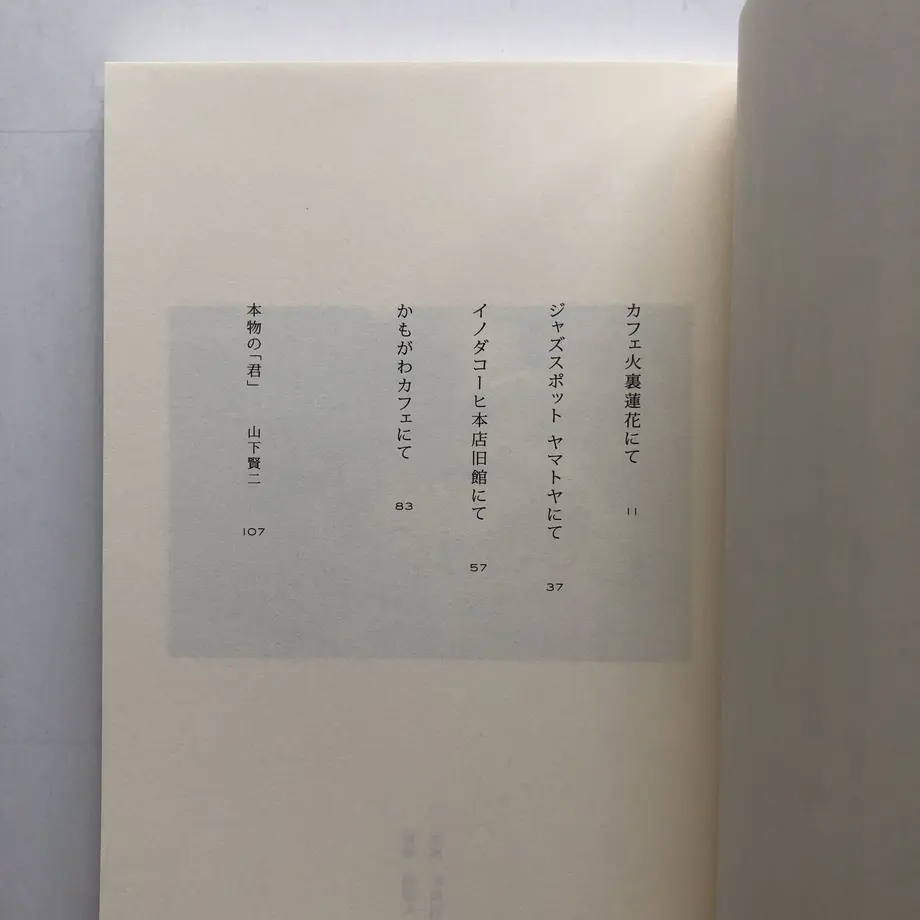 カフェ火裏蓮花にて 11
ジャズスポット ヤマトヤにて 37
イノダコーヒ本店旧館にて 57
かもがわカフェにて 83
本物の「君」 山下賢二 107